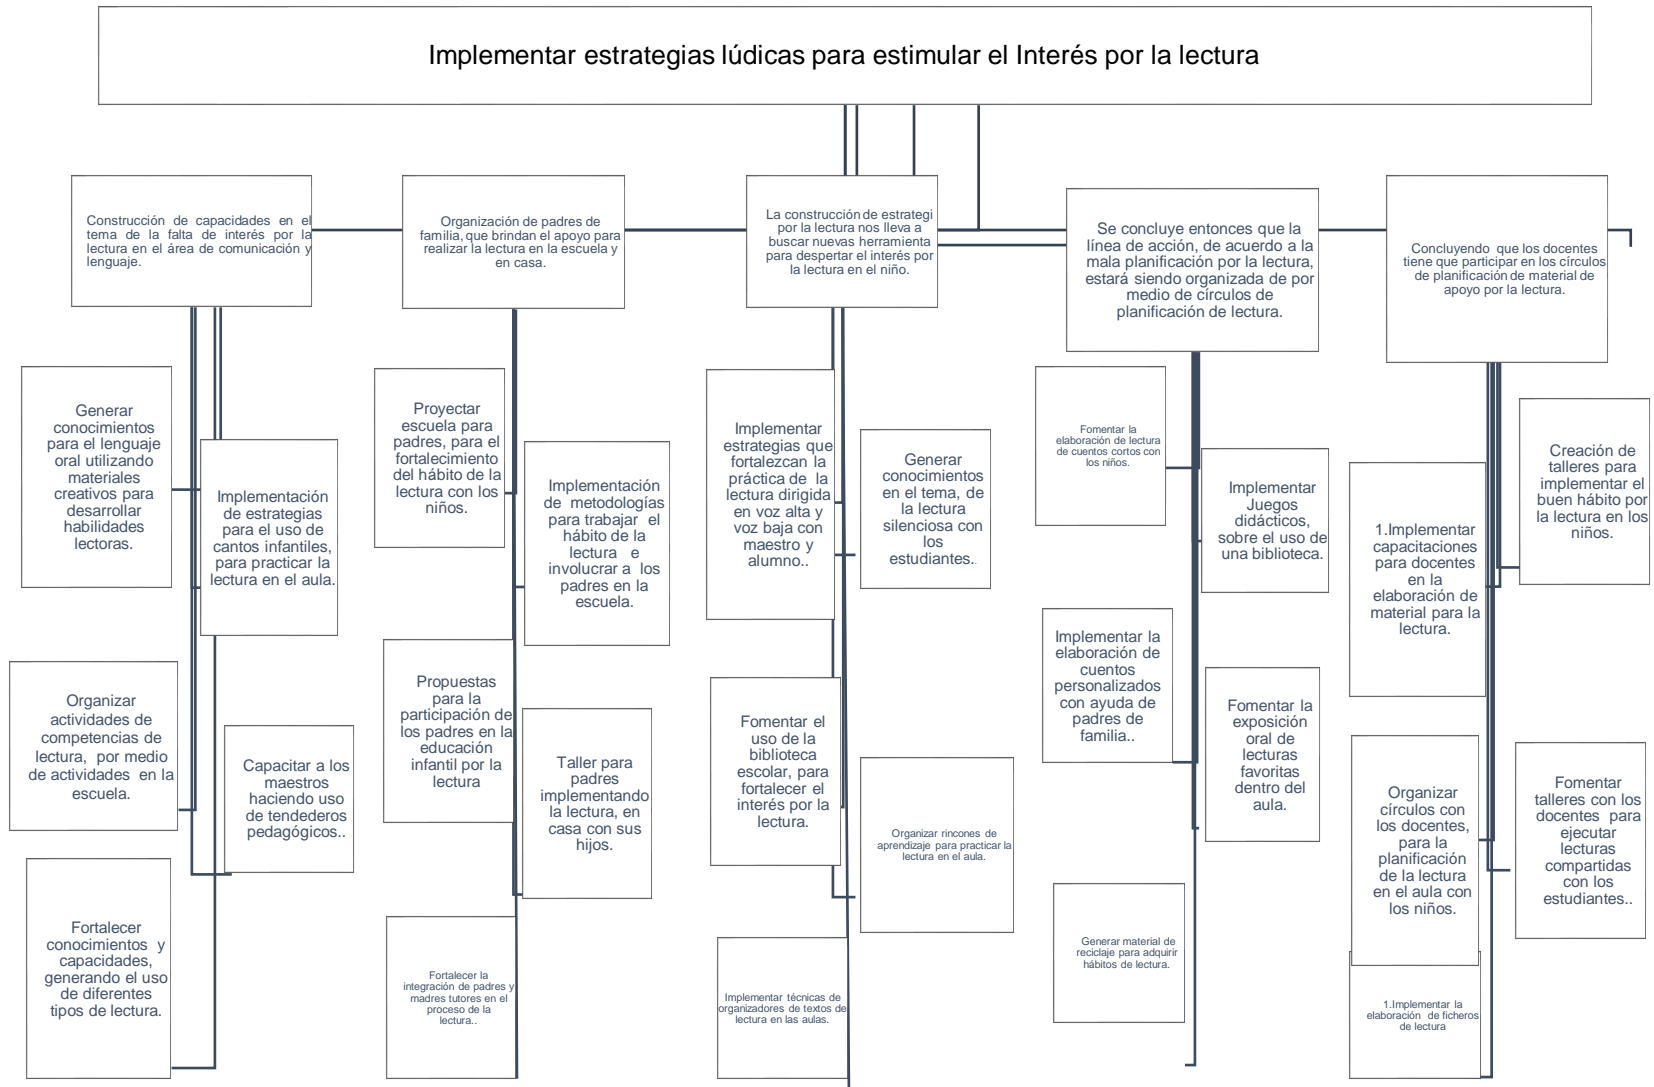 Implementar estrategias lúdicas para estimular el Interés por la lectura
Construcción de capacidades en el
tema de la falta de interés por la
lectura en el área de comunicación y
lenguaje.
Organización de padres de
familia, que brindan el apoyo para
realizar la lectura en la escuela y
en casa.
La construcción de estrategi
por la lectura nos lleva a
buscar nuevas herramienta
para despertar el interés por
la lectura en el niño.
Se concluye entonces que la
línea de acción, de acuerdo a la
mala planificación por la lectura,
estará siendo organizada de por
medio de círculos de
planificación de lectura.
Concluyendo que los docentes
tiene que participar en los círculos
de planificación de material de
apoyo por la lectura.
Generar
conocimientos
para el lenguaje
oral utilizando
materiales
creativos para
desarrollar
habilidades
lectoras.
Implementación
de estrategias
para el uso de
cantos infantiles,
para practicar la
lectura en el aula.
Organizar
actividades de
competencias de
lectura, por medio
de actividades en la
escuela.
Capacitar a los
maestros
haciendo uso
de tendederos
pedagógicos..
Fortalecer
conocimientos y
capacidades,
generando el uso
de diferentes
tipos de lectura.
Proyectar
escuela para
padres, para el
fortalecimiento
del hábito de la
lectura con los
niños.
Implementación
de metodologías
para trabajar el
hábito de la
lectura e
involucrar a los
padres en la
escuela.
Propuestas
para la
participación de
los padres en la
educación
infantil por la
lectura
Taller para
padres
implementando
la lectura, en
casa con sus
hijos.
Fortalecer la
integración de padres y
madres tutores en el
proceso de la
lectura..
Implementar
estrategias que
fortalezcan la
práctica de la
lectura dirigida
en voz alta y
voz baja con
maestro y
alumno..
Generar
conocimientos
en el tema, de
la lectura
silenciosa con
los
estudiantes..
Fomentar el
uso de la
biblioteca
escolar, para
fortalecer el
interés por la
lectura.
Organizar rincones de
aprendizaje para practicar la
lectura en el aula.
Implementar técnicas de
organizadores de textos de
lectura en las aulas.
Fomentar la
elaboración de lectura
de cuentos cortos con
los niños.
Implementar
Juegos
didácticos,
sobre el uso de
una biblioteca.
Implementar la
elaboración de
cuentos
personalizados
con ayuda de
padres de
familia..
Fomentar la
exposición
oral de
lecturas
favoritas
dentro del
aula.
Generar material de
reciclaje para adquirir
hábitos de lectura.
1.Implementar
capacitaciones
para docentes
en la
elaboración de
material para la
lectura.
Creación de
talleres para
implementar el
buen hábito por
la lectura en los
niños.
Organizar
círculos con
los docentes,
para la
planificación
de la lectura
en el aula con
los niños.
Fomentar
talleres con los
docentes para
ejecutar
lecturas
compartidas
con los
estudiantes..
1.Implementar la
elaboración de ficheros
de lectura